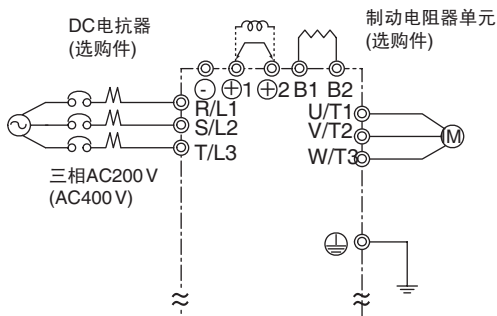 DC电抗器
(选购件)
制动电阻器单元
(选购件)
⊖ ⊕1 ⊕2 B1 B2
R/L1
S/L2
T/L3
U/T1
V/T2
W/T3
M
三相AC200V
(AC400V)